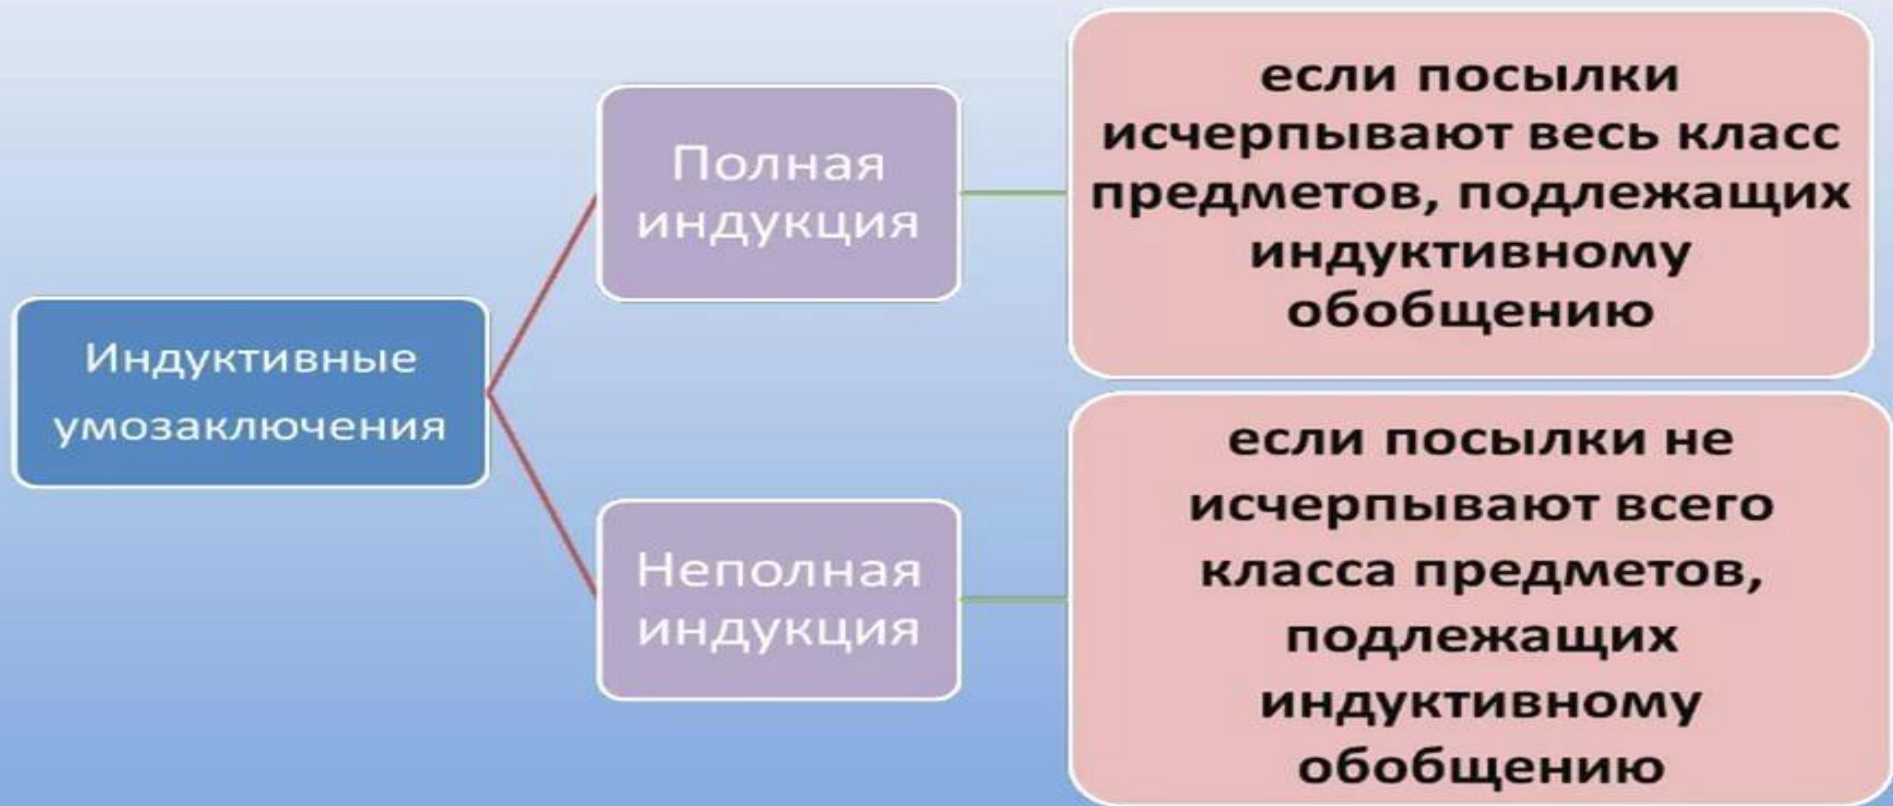 Индуктивные
умозаключения
Полная
индукция
если посылки
исчерпывают весь класс
предметов, подлежащих
индуктивному
обобщению
Неполная
индукция
если посылки не
исчерпывают всего
класса предметов,
подлежащих
индуктивному
обобщению